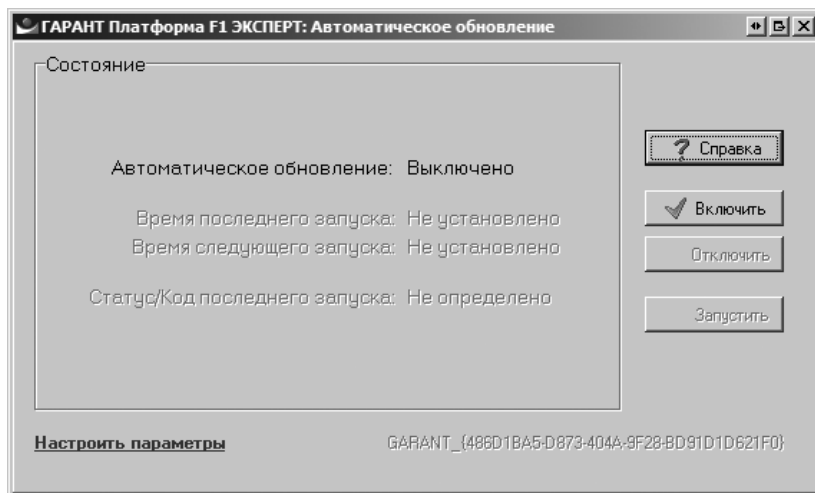 ГАРАНТ Платформа F1 ЭКСПЕРТ: Автоматическое обновление
Состояние
Автоматическое обновление: Выключено
Время последнего запуска: Не установлено
Время следующего запуска: Не установлено
Статус/Код последнего запуска: Не определено
Справка
Включить
Отключить
Запустить
Настроить параметры
GARANT_{486D1BA5-D873-404A-9F28-BD91D1D621F0}